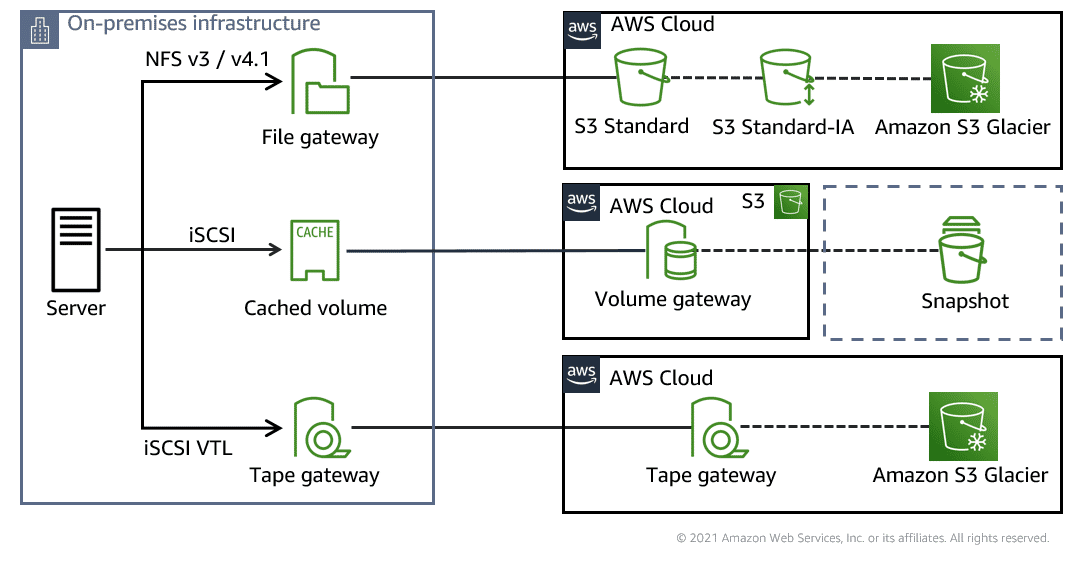 On-premises infrastructure
aws
AWS Cloud
NFS v3 / v4.1
File gateway
S3 Standard
S3 Standard-IA
Amazon S3 Glacier
aws
AWS Cloud
S3
Server
iSCSI
CACHE
Cached volume
Volume gateway
Snapshot
aws
AWS Cloud
iSCSI VTL
Tape gateway
Tape gateway
Amazon S3 Glacier
© 2021 Amazon Web Services, Inc. or its affiliates. All rights reserved.